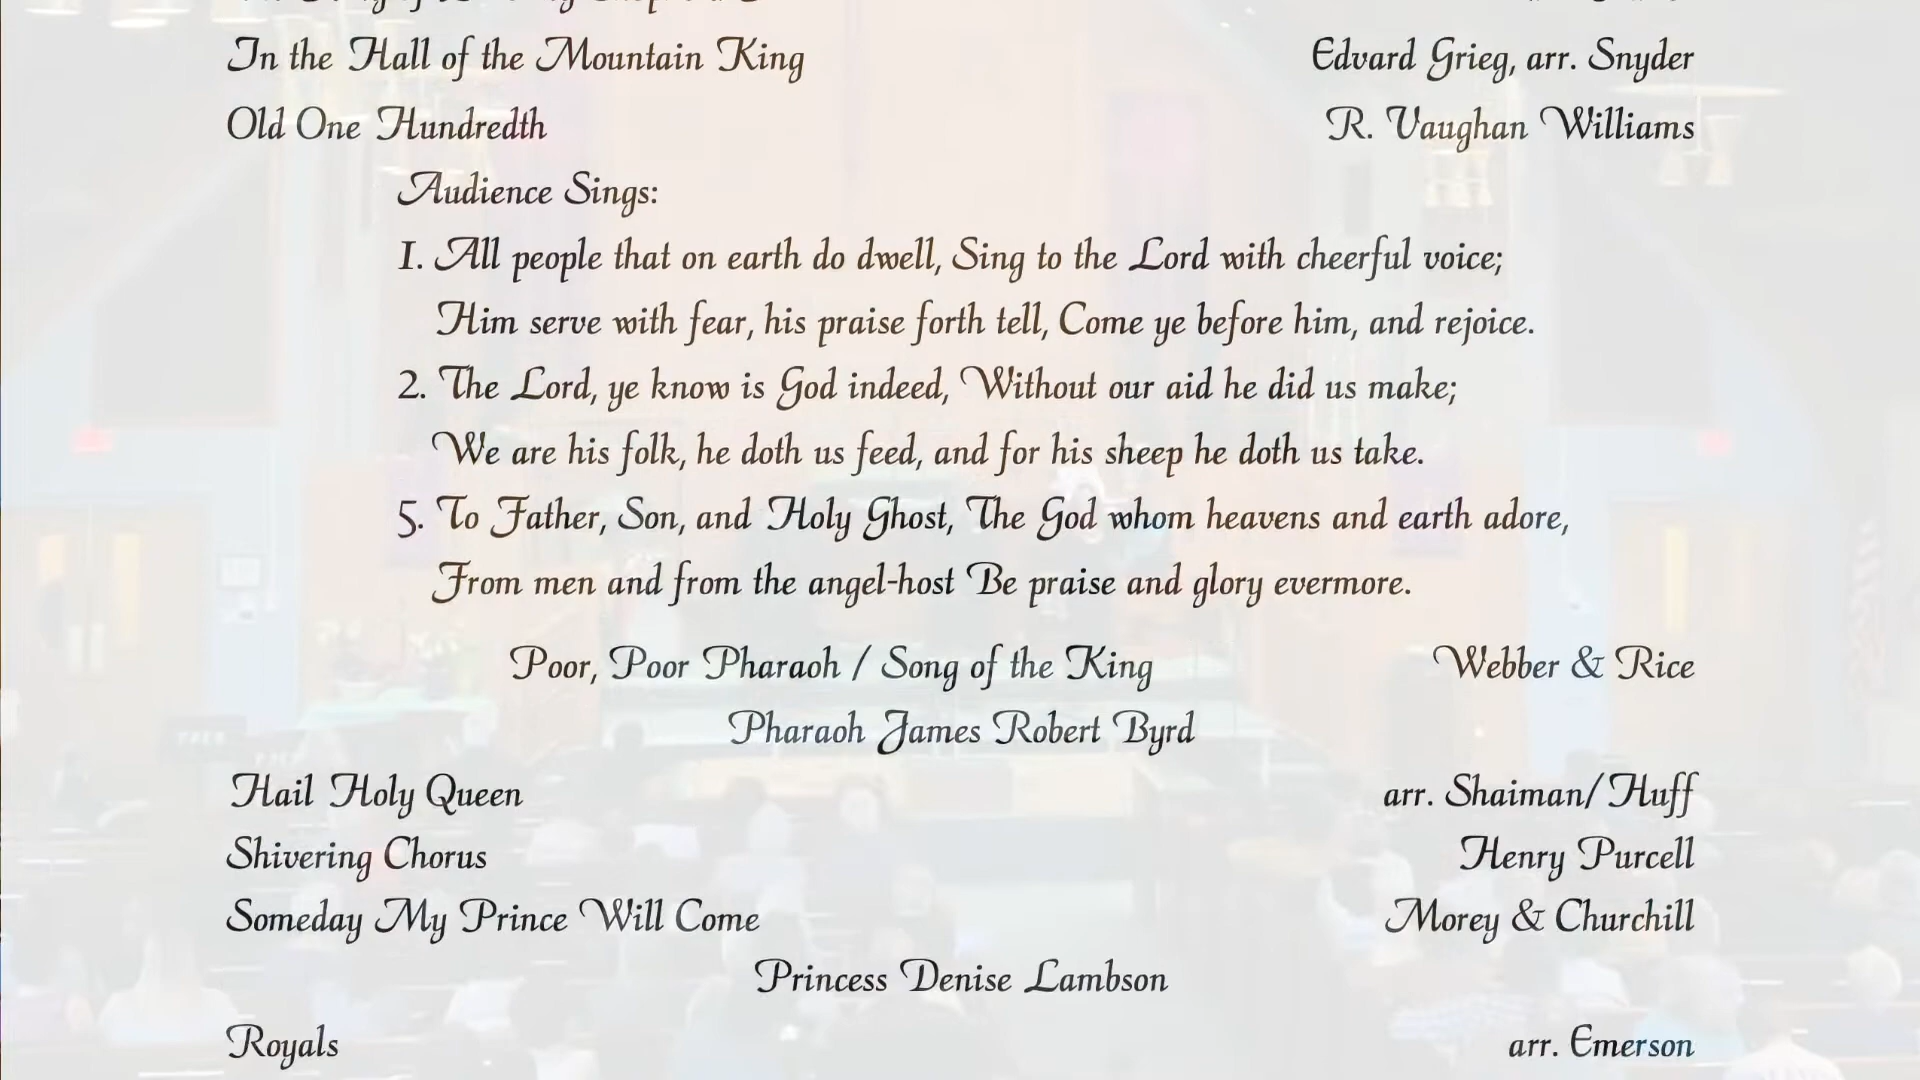 In the Hall of the Mountain King Edvard Grieg, arr. Snyder
Old One Hundredth R. Vaughan Williams
Audience Sings:
1. All people that on earth do dwell, Sing to the Lord with cheerful voice;
Him serve with fear, his praise forth tell, Come ye before him, and rejoice.
2. The Lord, ye know is God indeed, Without our aid he did us make;
We are his folk, he doth us feed, and for his sheep he doth us take.
5. To Father, Son, and Holy Ghost, The God whom heavens and earth adore,
From men and from the angel-host Be praise and glory evermore.
Poor, Poor Pharaoh / Song of the King Webber & Rice
Pharaoh James Robert Byrd
Hail Holy Queen arr. Shaiman/Huff
Shivering Chorus Henry Purcell
Someday My Prince Will Come Morey & Churchill
Princess Denise Lambson
Royals arr. Emerson